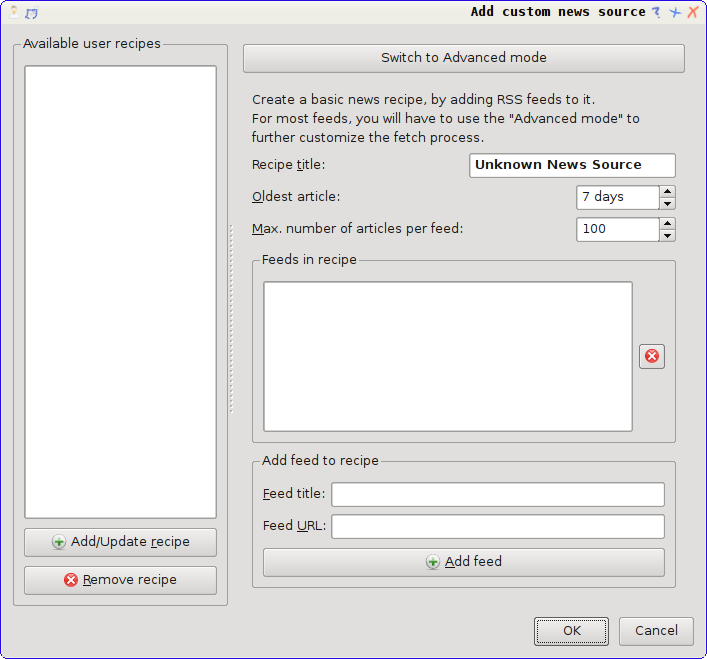 Add custom news source
Available user recipes
Switch to Advanced mode
Create a basic news recipe, by adding RSS feeds to it.
For most feeds, you will have to use the "Advanced mode" to
further customize the fetch process.
Recipe title: Unknown News Source
Oldest article: 7 days
Max. number of articles per feed: 100
Feeds in recipe
Add feed to recipe
Feed title:
Feed URL:
Add feed
Add/Update recipe
Remove recipe
OK
Cancel